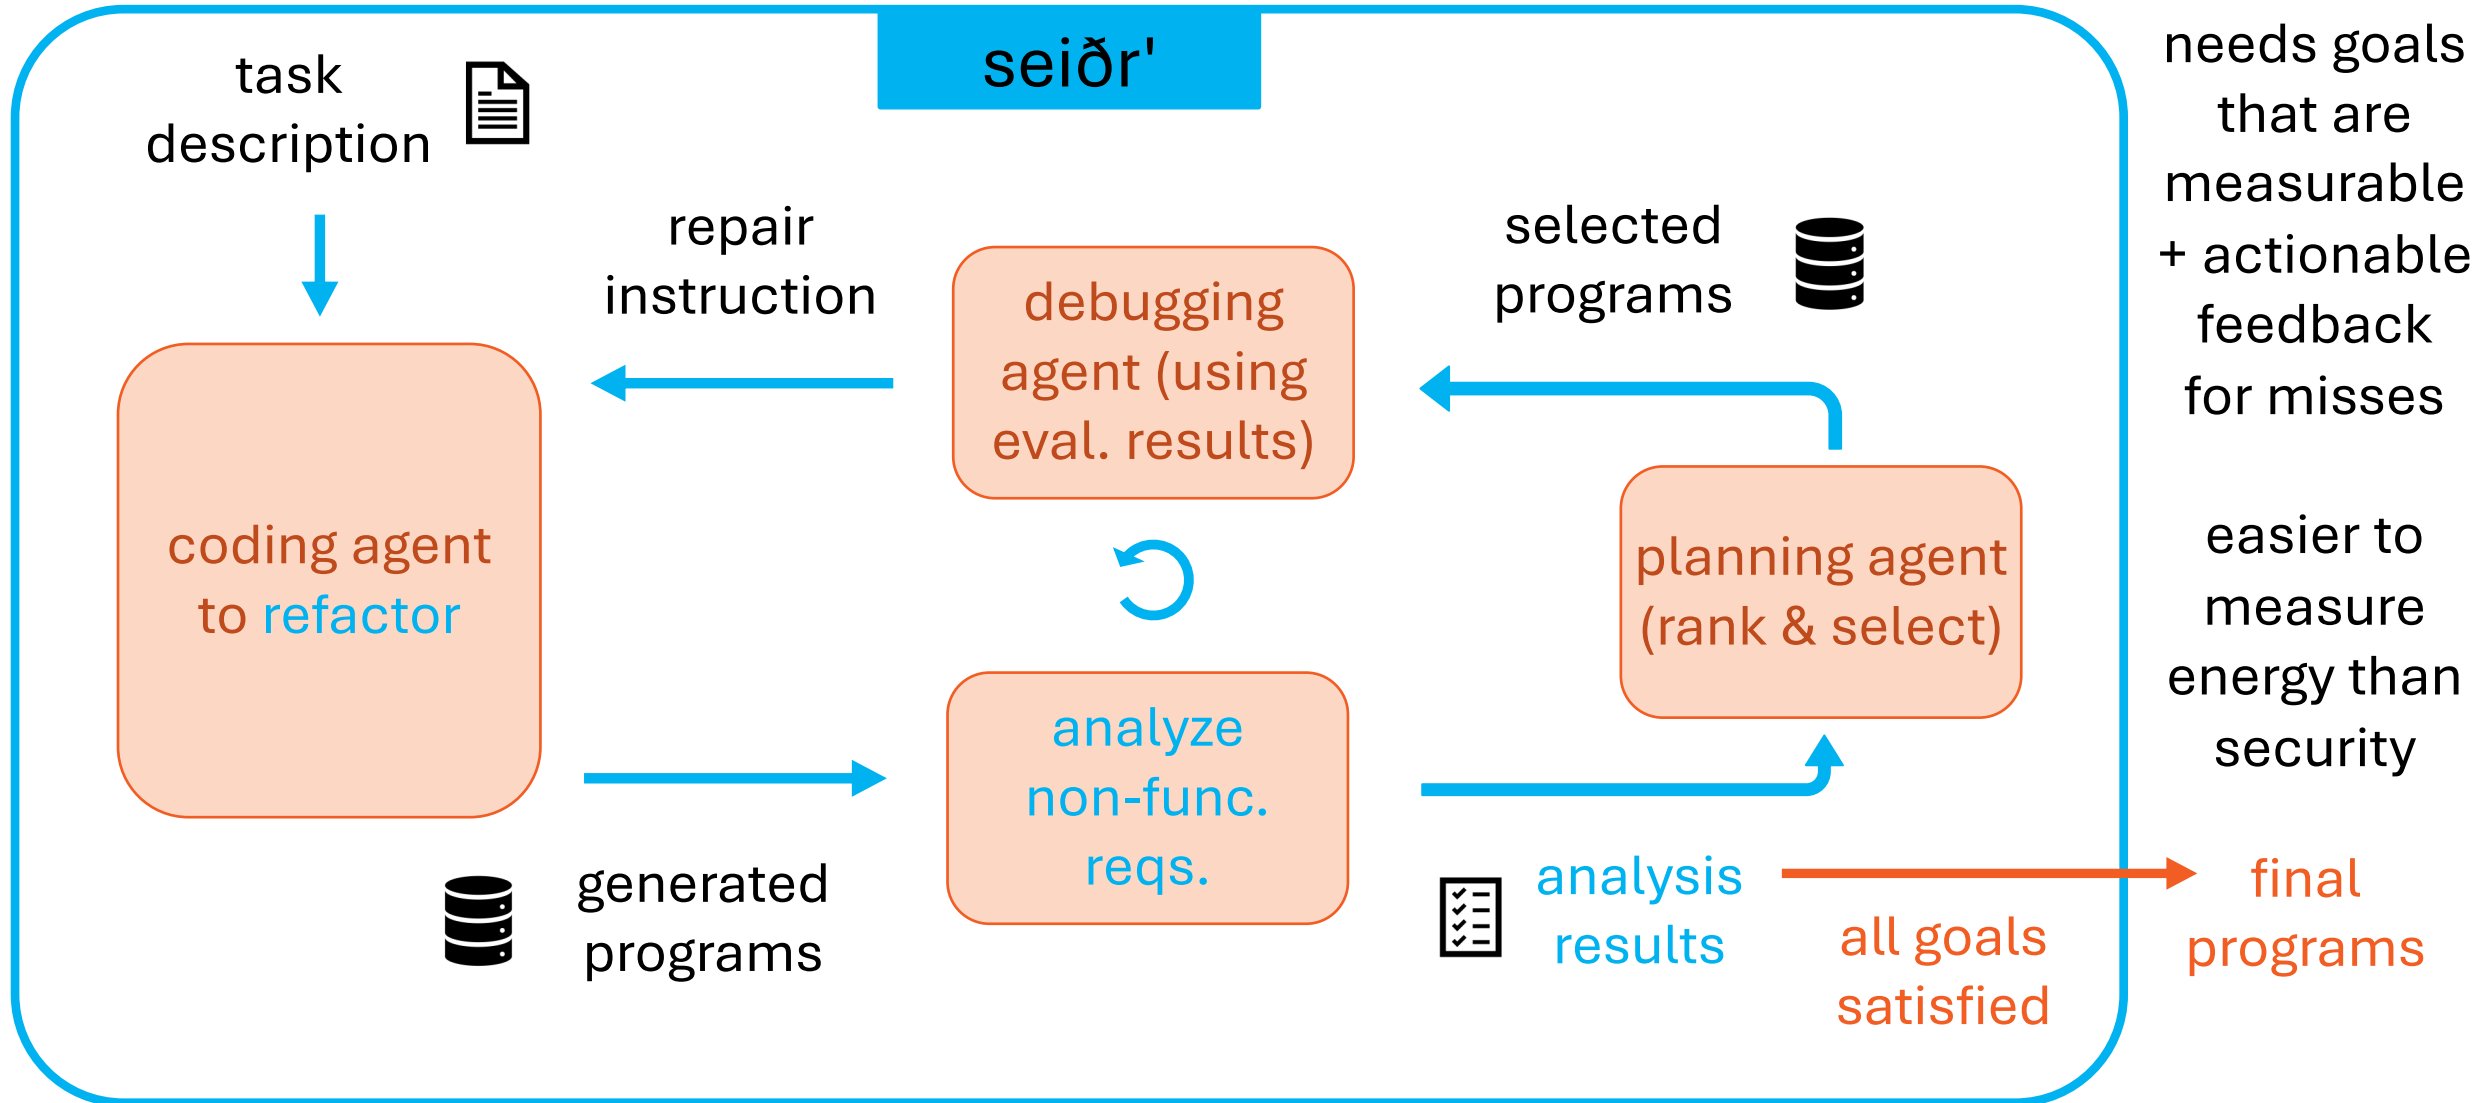 seiðr'
task
description
repair
instruction
debugging
agent (using
eval. results)
selected
programs
coding agent
to refactor
planning agent
(rank & select)
analyze
non-func.
reqs.
generated
programs
analysis
results
all goals
satisfied
final
programs
needs goals
that are
measurable
+ actionable
feedback
for misses
easier to
measure
energy than
security